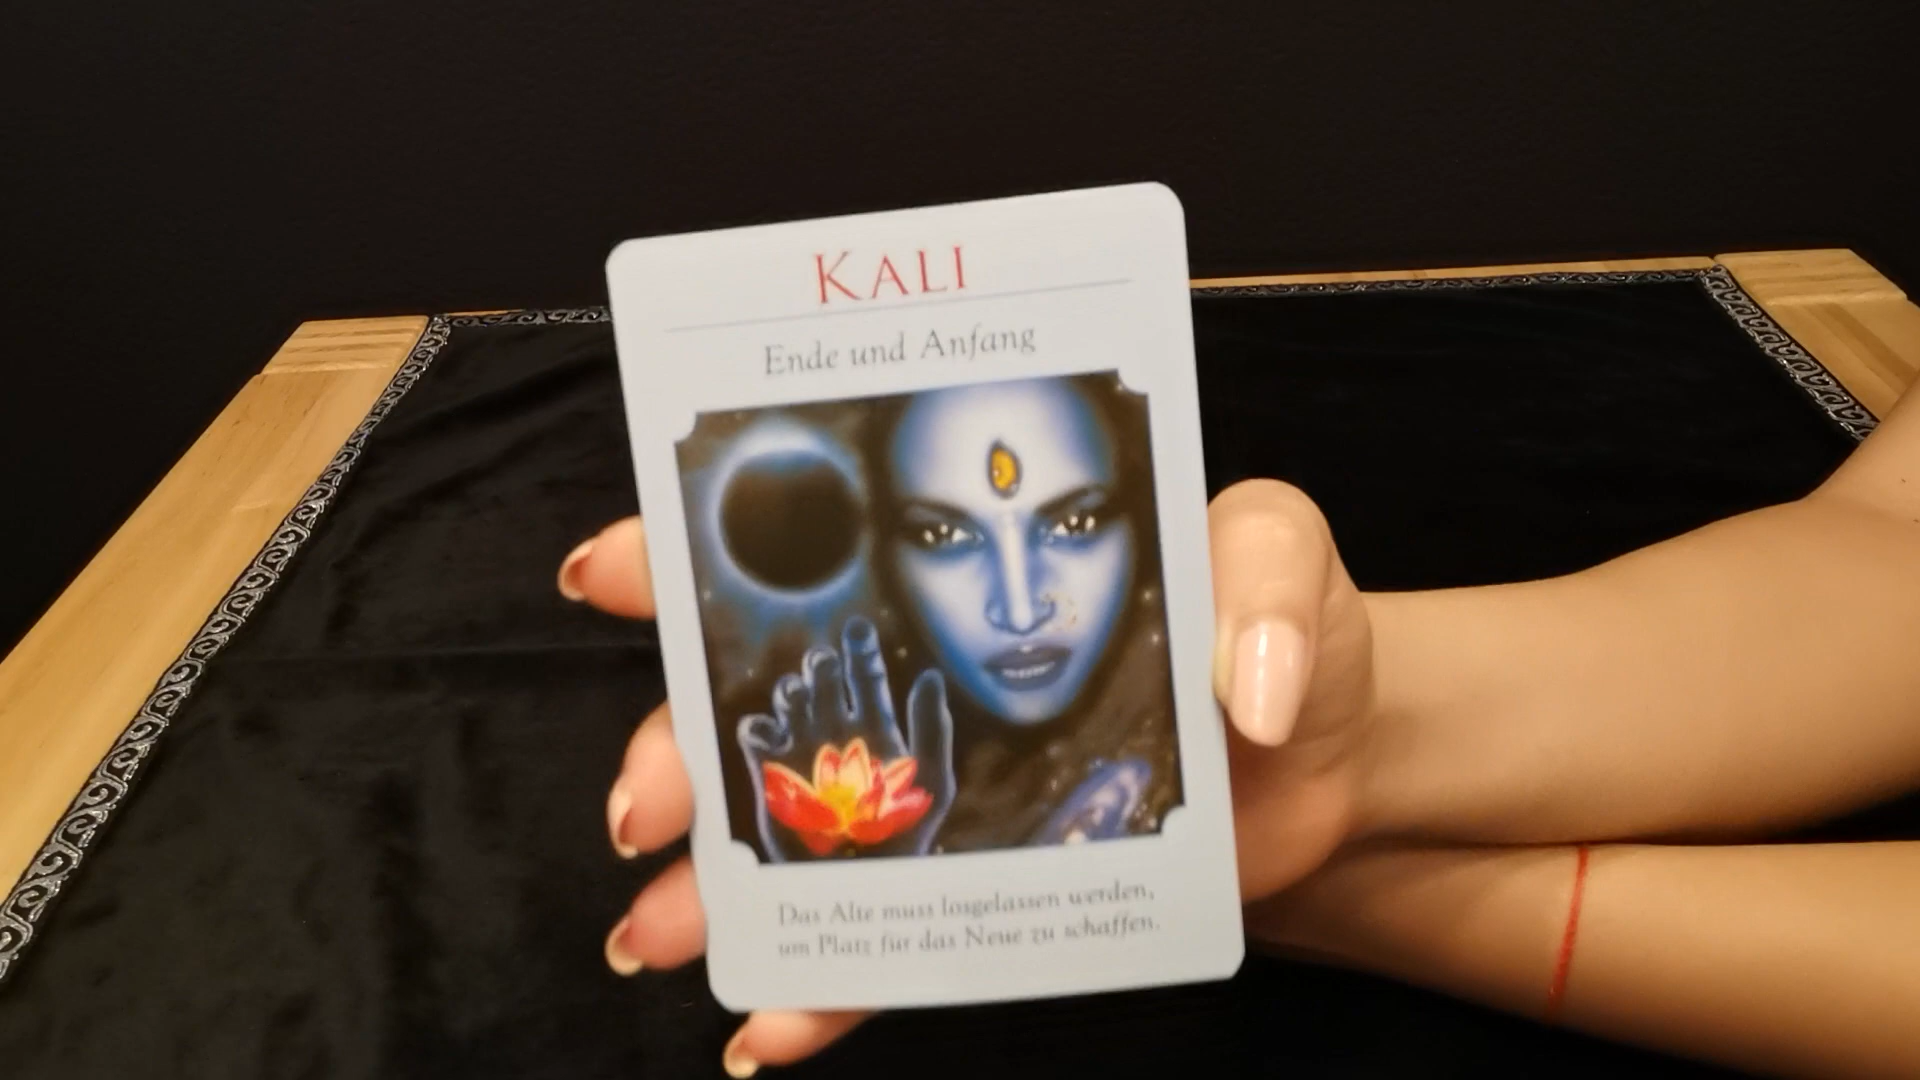 KALI
Ende und Anfang
Das Alte muss losgelassen werden,
um Platz für das Neue zu schaffen.